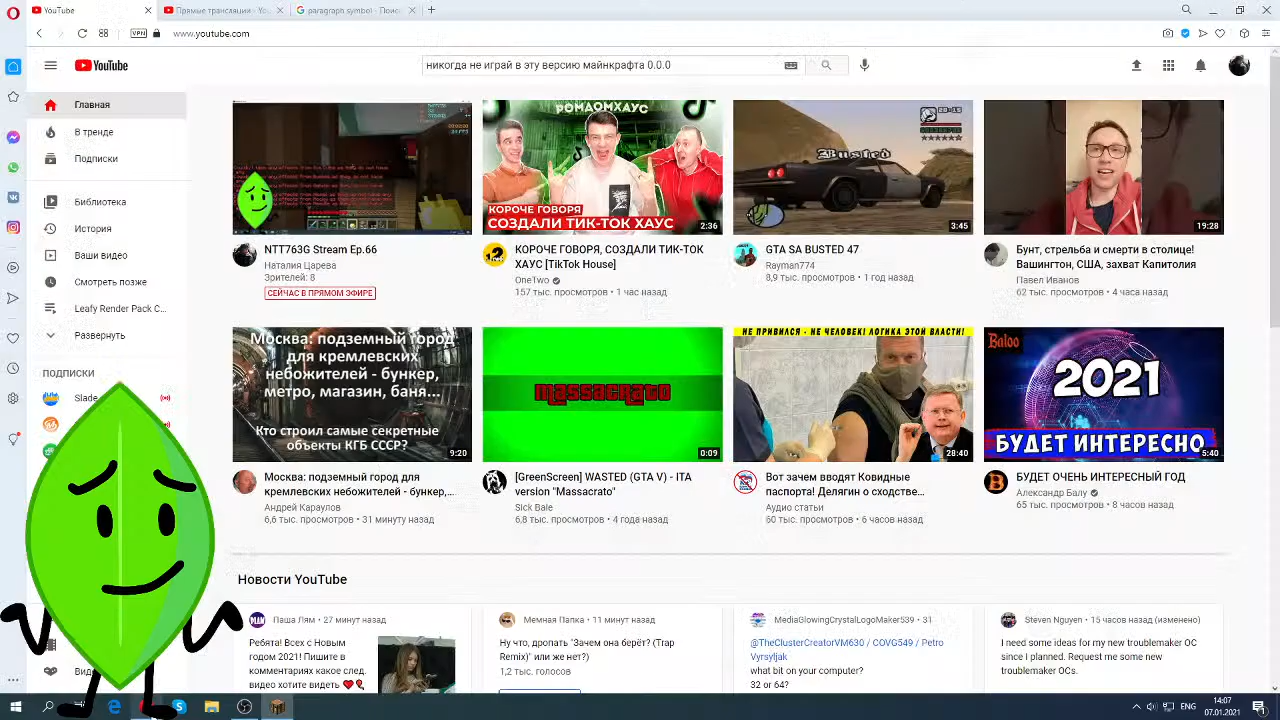 YouTube
Прямые трансляции - Yo
paragraph symbol - Поис
VPN
www.youtube.com
YouTube
никогда не играй в эту версию майнкрафта 0.0.0
Главная
В тренде
Подписки
Библиотека
История
Ваши видео
Смотреть позже
Leafy Render Pack C...
Развернуть
ПОДПИСКИ
Slade
NTT763G Stream Ep.66
Наталия Царева
Зрителей: 8
СЕЙЧАС В ПРЯМОМ ЭФИРЕ
РОМДОМХАУС
КОРОЧЕ ГОВОРЯ
СОЗДАЛИ ТИК-ТОК ХАУС
2:36
КОРОЧЕ ГОВОРЯ, СОЗДАЛИ ТИК-ТОК
ХАУС [TikTok House]
OneTwo
157 тыс. просмотров • 1 час назад
Busted
3:45
GTA SA BUSTED 47
Rayman774
8,9 тыс. просмотров • 1 год назад
19:28
Бунт, стрельба и смерти в столице!
Вашингтон, США, захват Капитолия
Павел Иванов
62 тыс. просмотров • 4 часа назад
Москва: подземный город
для кремлевских
небожителей - бункер,
метро, магазин, баня...
Кто строил самые секретные
объекты КГБ СССР?
9:20
Москва: подземный город для
кремлевских небожителей - бункер,...
Андрей Караулов
6,6 тыс. просмотров • 31 минуту назад
massacrato
0:09
[GreenScreen] WASTED (GTA V) - ITA
version "Massacrato"
Sick Bale
6,8 тыс. просмотров • 4 года назад
НЕ ПРИВИЛСЯ - НЕ ЧЕЛОВЕК! ЛОГИКА ЭТОЙ ВЛАСТИ!
28:40
Вот зачем вводят Ковидные
паспорта! Делягин о сходстве...
Аудио статьи
60 тыс. просмотров • 6 часов назад
Baloo
2021
БУДЕТ ИНТЕРЕСНО
5:40
БУДЕТ ОЧЕНЬ ИНТЕРЕСНЫЙ ГОД
Александр Балу
65 тыс. просмотров • 8 часов назад
Новости YouTube
Паша Лям • 27 минут назад
Ребята! Всех с Новым
годом 2021! Пишите в
комментариях какое след.
видео хотите видеть
Мемная Папка • 11 минут назад
Ну что, дропать "Зачем она берёт? (Trap
Remix)" или же нет?)
1,2 тыс. голосов
MediaGlowingCrystalLogoMaker539 • 31
@TheClusterCreatorVM630 / COVG549 / Petro
Vyrsyljak
what bit on your computer?
32 or 64?
Steven Nguyen • 15 часов назад (изменено)
I need some ideas for my new troublemaker OC
since I planned. Request me some new
troublemaker OCs.
ENG
14:07
07.01.2021